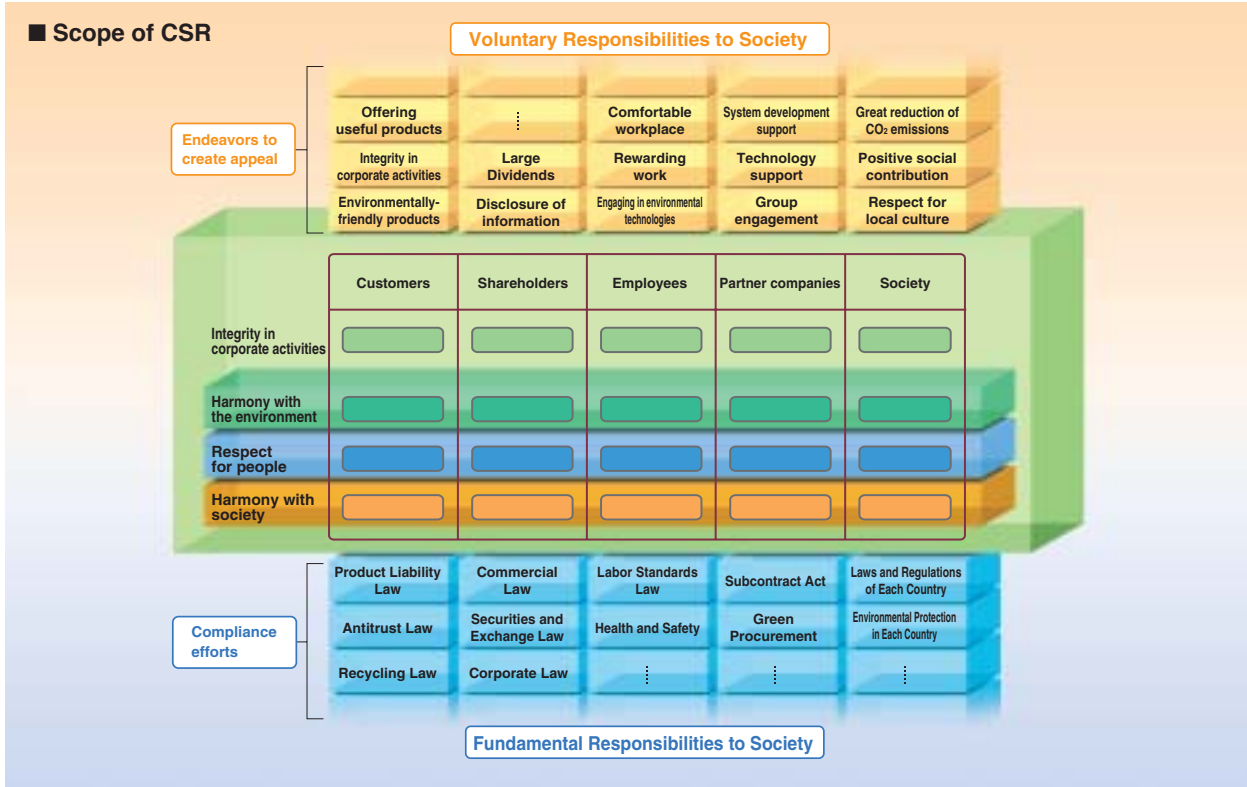 ■ Scope of CSR
Voluntary Responsibilities to Society
Endeavors to
create appeal
Offering
useful products
⋮
Comfortable
workplace
System development
support
Great reduction of
CO₂ emissions
Integrity in
corporate activities
Large
Dividends
Rewarding
work
Technology
support
Positive social
contribution
Environmentally-
friendly products
Disclosure of
information
Engaging in environmental
technologies
Group
engagement
Respect for
local culture
Customers
Shareholders
Employees
Partner companies
Society
Integrity in
corporate activities
Harmony with
the environment
Respect
for people
Harmony with
society
Compliance
efforts
Product Liability
Law
Commercial
Law
Labor Standards
Law
Subcontract Act
Laws and Regulations
of Each Country
Antitrust Law
Securities and
Exchange Law
Health and Safety
Green
Procurement
Environmental Protection
in Each Country
Recycling Law
Corporate Law
⋮
⋮
⋮
Fundamental Responsibilities to Society